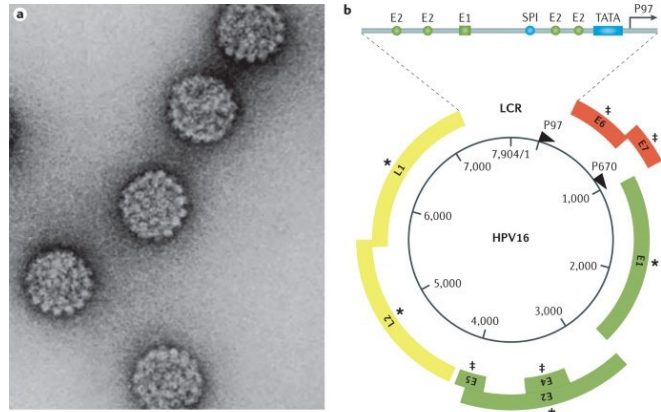 a
b
P97
E2 E2 E1 SPI E2 E2 TATA
LCR
P97
7,904/1
7,000
6,000
5,000
4,000
3,000
2,000
1,000
P670
HPV16
‡
E6
‡
E7
E1
*
E2
*
‡
E4
‡
E5
L2
*
L1
*